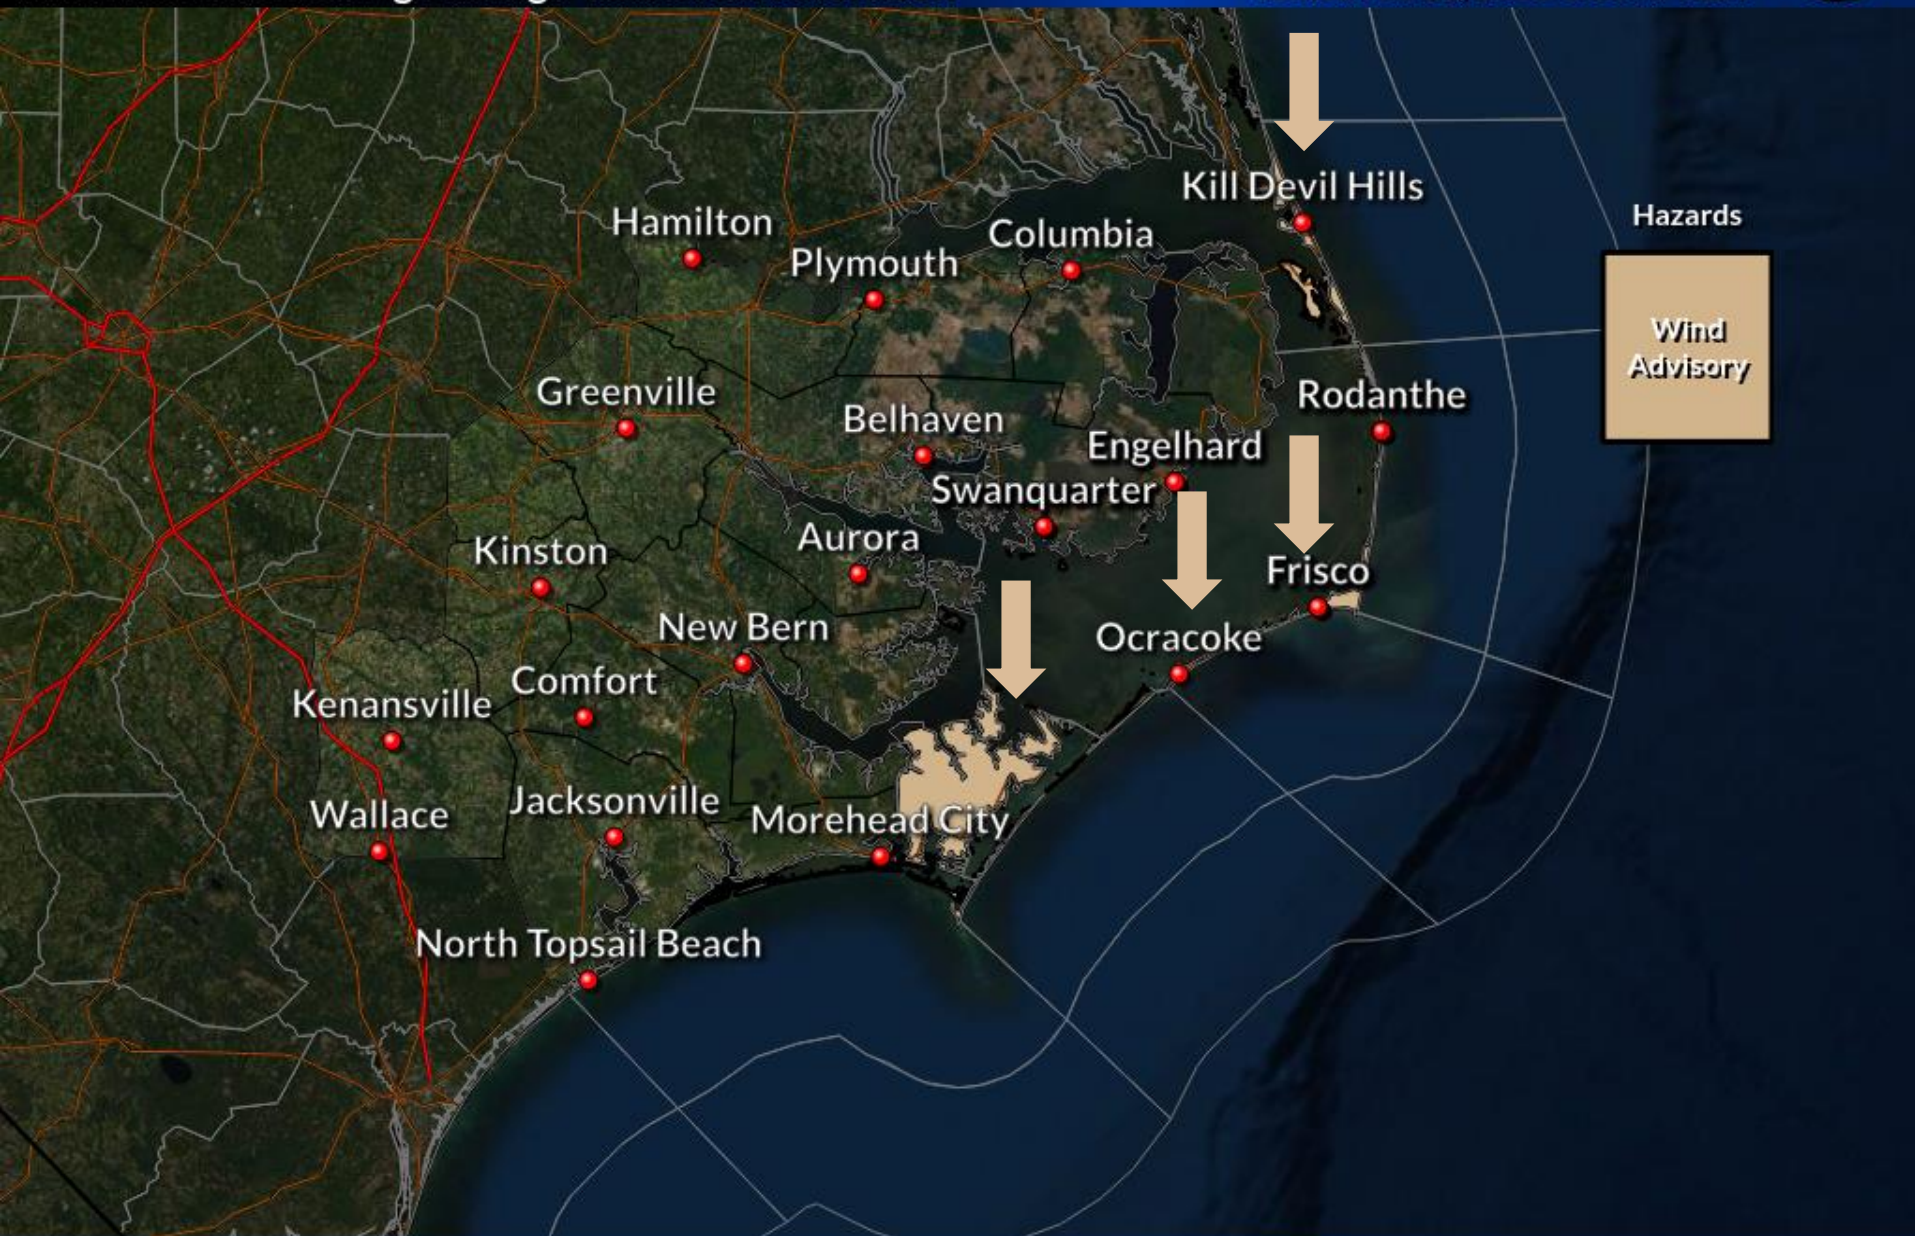 Kill Devil Hills
Hazards
Hamilton
Columbia
Plymouth
Wind
Advisory
Greenville
Rodanthe
Belhaven
Engelhard
Swanquarter
Aurora
Kinston
Frisco
New Bern
Ocracoke
Comfort
Kenansville
Jacksonville
Wallace
Morehead City
North Topsail Beach